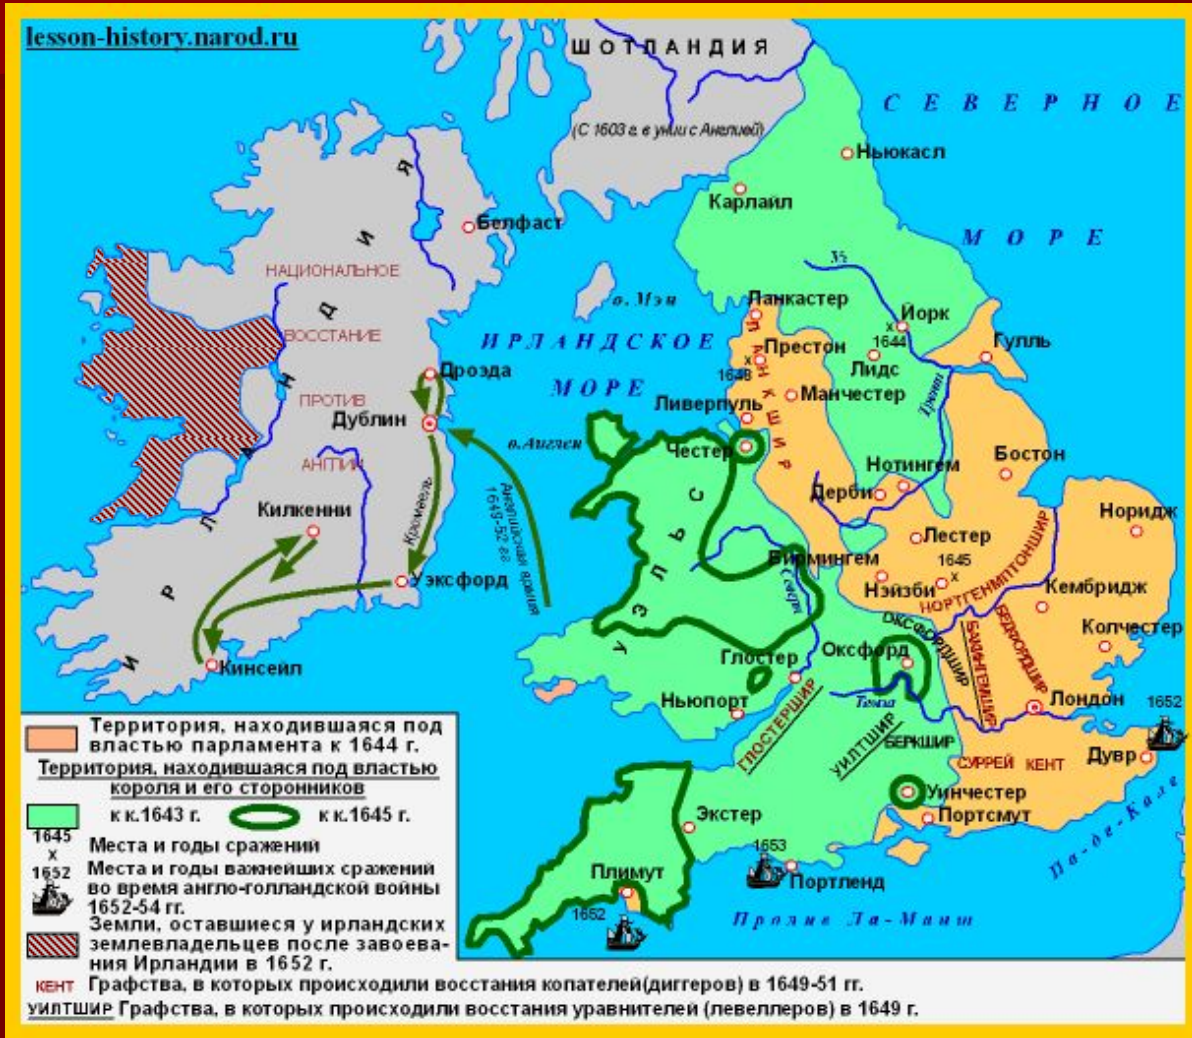 lesson-history.narod.ru
ШОТЛАНДИЯ
(С 1603 г. в унии с Англией)
СЕВЕРНОЕ
МОРЕ
Ньюкасл
Карлайл
Белфаст
ИРЛАНДИЯ
НАЦИОНАЛЬНОЕ
ВОССТАНИЕ
ПРОТИВ
АНГЛИИ
о. Мэн
ИРЛАНДСКОЕ
МОРЕ
Ланкастер
ЛАНКШИР
Йорк
1644
Гулль
Престон
1648
Лидс
Манчестер
Трент
Дрозда
Дублин
Ливерпуль
о. Англси
Честер
Нотингем
Дерби
Бостон
Норидж
Килкенни
Кромвель
Английская армия
1649-52 гг.
УЭЛЬС
Бирмингем
Северн
Лестер
1645
Нэйзби
НОРТГЕНМПТОНШИР
Кембридж
Колчестер
Уэксфорд
Кинсейл
Глостер
Оксфорд
ОКСФОРДШИР
БАКИНГЕМШИР
БЕДФОРДШИР
Ньюпорт
Темза
Лондон
1652
ГЛОСТЕРШИР
УИЛТШИР
БЕРКШИР
СУРРЕЙ
КЕНТ
Дувр
Уинчестер
Портсмут
Па-де-Кале
Экстер
1653
Портленд
Плимут
1652
Пролив Ла-Манш
Территория, находившаяся под
властью парламента к 1644 г.
Территория, находившаяся под властью
короля и его сторонников
к к.1643 г.
к к.1645 г.
1645
x
Места и годы сражений
1652
Места и годы важнейших сражений
во время англо-голландской войны
1652-54 гг.
Земли, оставшиеся у ирландских
землевладельцев после завоева-
ния Ирландии в 1652 г.
КЕНТ Графства, в которых происходили восстания копателей(диггеров) в 1649-51 гг.
УИЛТШИР Графства, в которых происходили восстания уравнителей (левеллеров) в 1649 г.